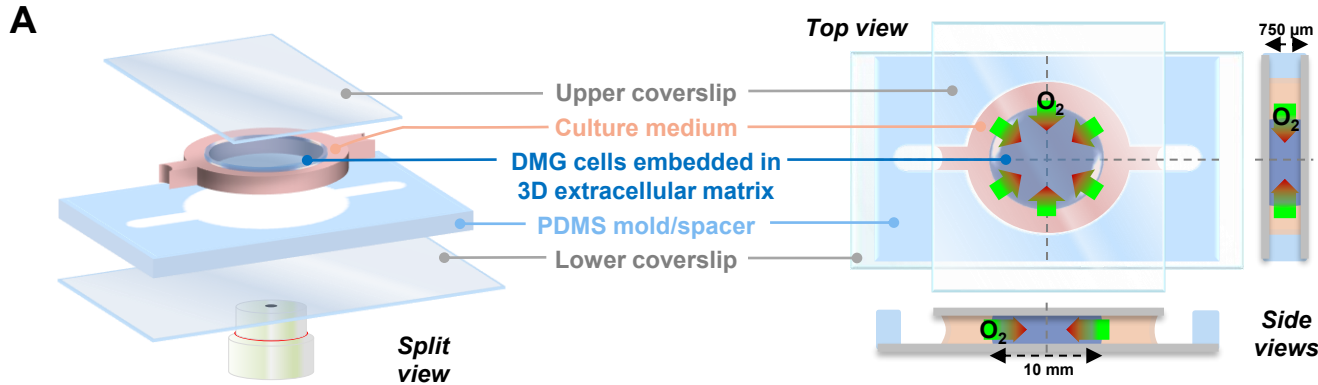 A
Top view
750 µm
Upper coverslip
O2
O2
Culture medium
DMG cells embedded in
3D extracellular matrix
PDMS mold/spacer
Lower coverslip
Split
view
O2
10 mm
Side
views